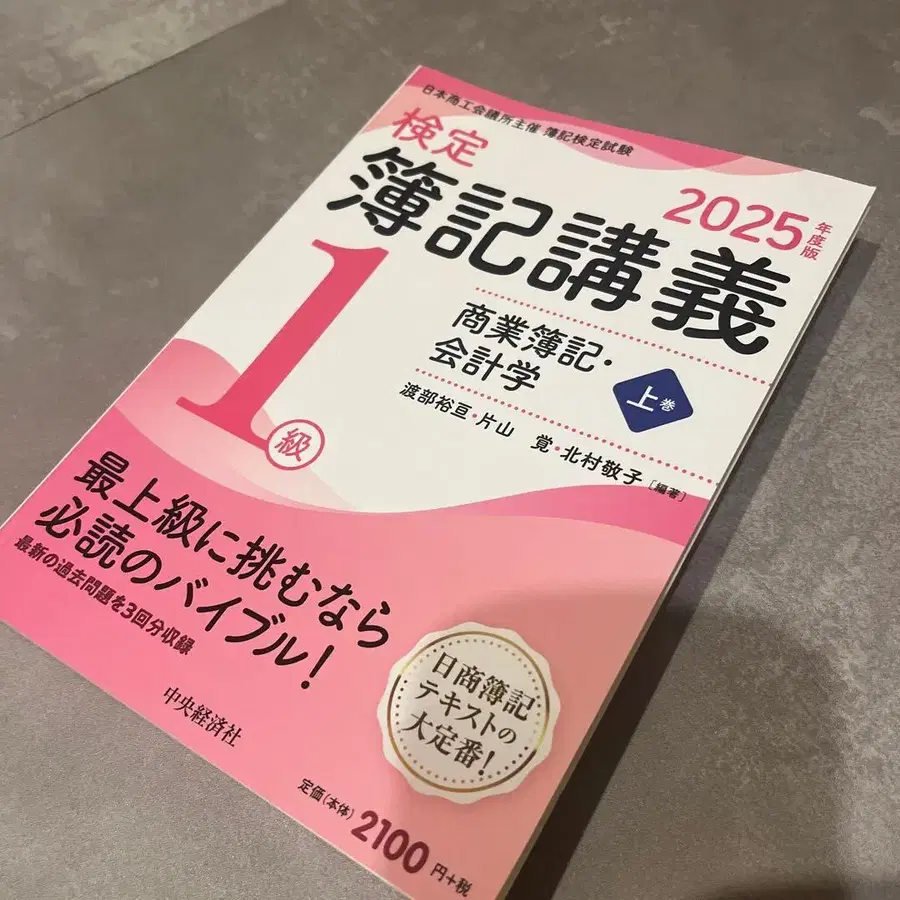 日本商工会議所主催 簿記検定試験
検定
2025年度版
簿記講義
1級
商業簿記・
会計学
上巻
渡部裕亘・片山 覚・北村敬子[編著]
最上級に挑むなら
必読のバイブル!
最新の過去問題を3回分収録
日商簿記
テキストの
大定番!
中央経済社
定価(本体)2100円+税